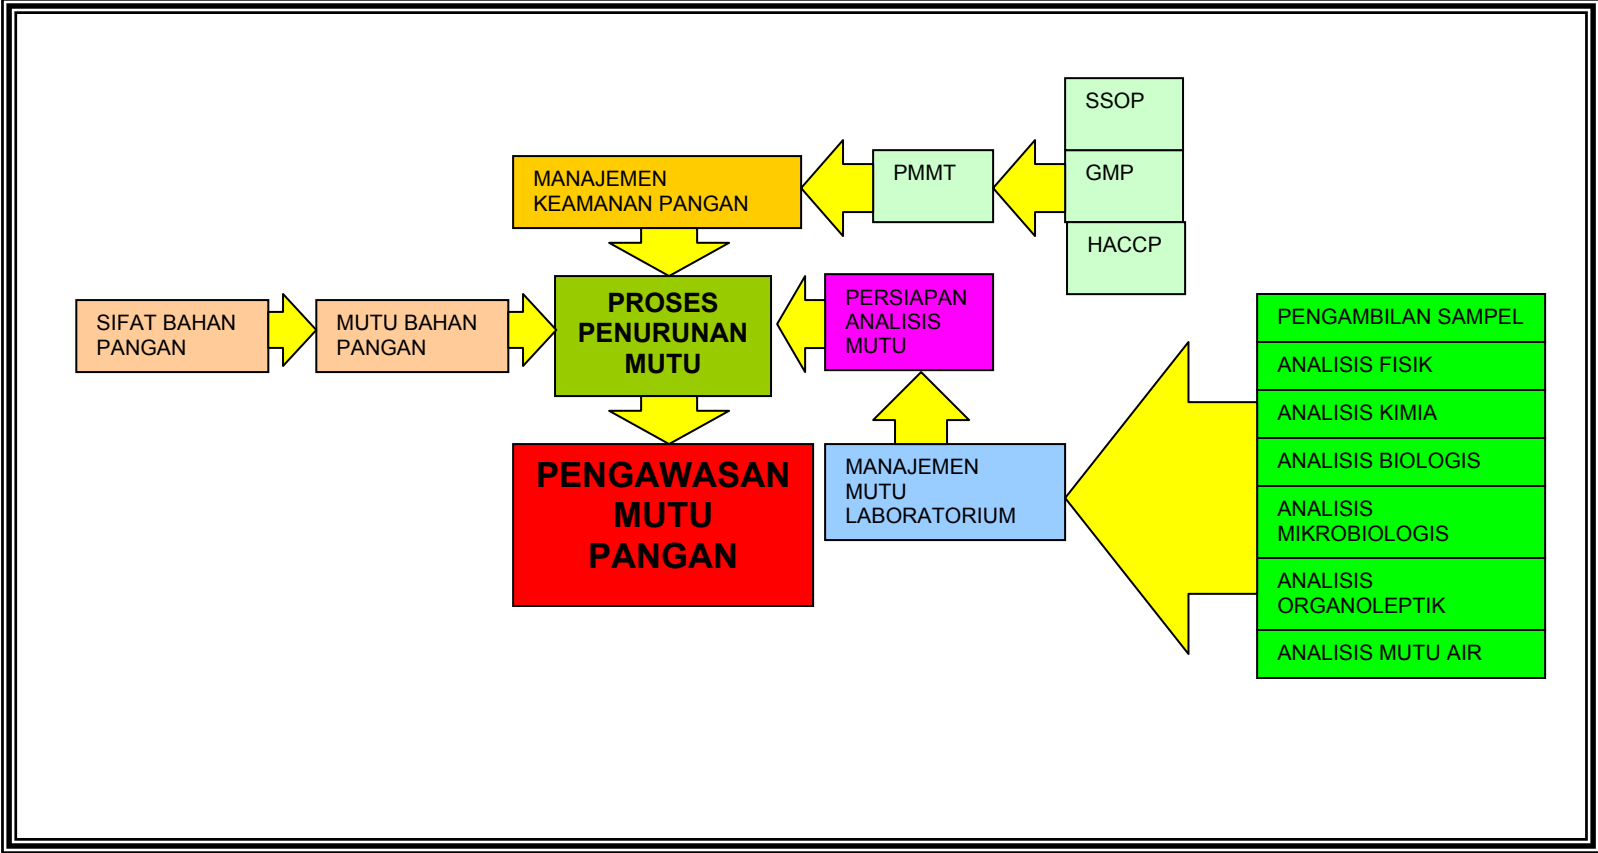 SSOP
MANAJEMEN
KEAMANAN PANGAN
PMMT
GMP
HACCP
SIFAT BAHAN
PANGAN
MUTU BAHAN
PANGAN
PROSES
PENURUNAN
MUTU
PERSIAPAN
ANALISIS
MUTU
PENGAWASAN
MUTU
PANGAN
MANAJEMEN
MUTU
LABORATORIUM
PENGAMBILAN SAMPEL
ANALISIS FISIK
ANALISIS KIMIA
ANALISIS BIOLOGIS
ANALISIS
MIKROBIOLOGIS
ANALISIS
ORGANOLEPTIK
ANALISIS MUTU AIR